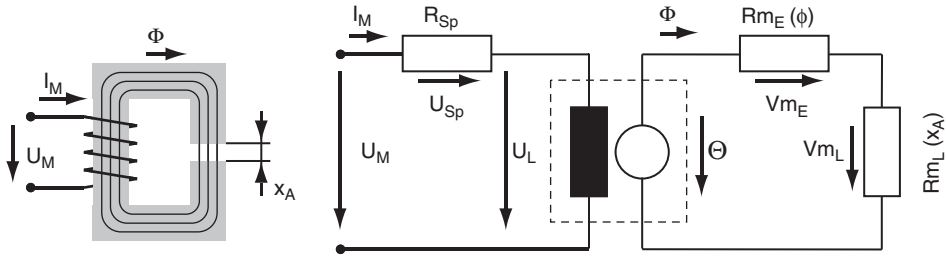 Φ
I_M
U_M
x_A
I_M
R_Sp
U_Sp
U_M
U_L
Φ
Rm_E (ϕ)
Vm_E
Θ
Vm_L
Rm_L (x_A)